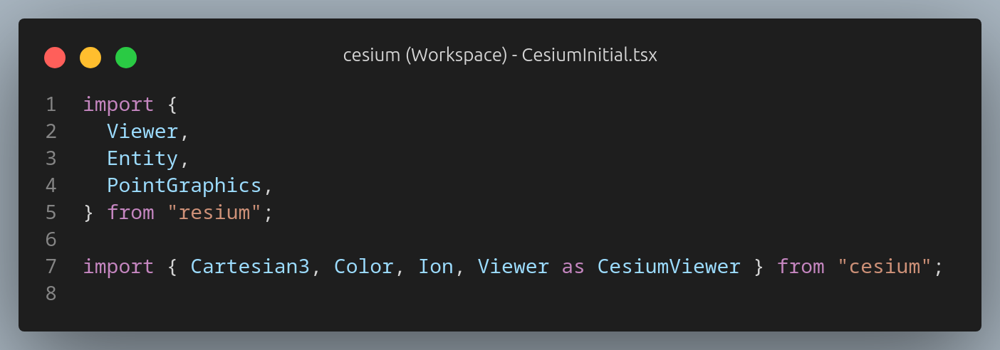 cesium (Workspace) - CesiumInitial.tsx
1 import {
2   Viewer,
3   Entity,
4   PointGraphics,
5 } from "resium";
6
7 import { Cartesian3, Color, Ion, Viewer as CesiumViewer } from "cesium";
8